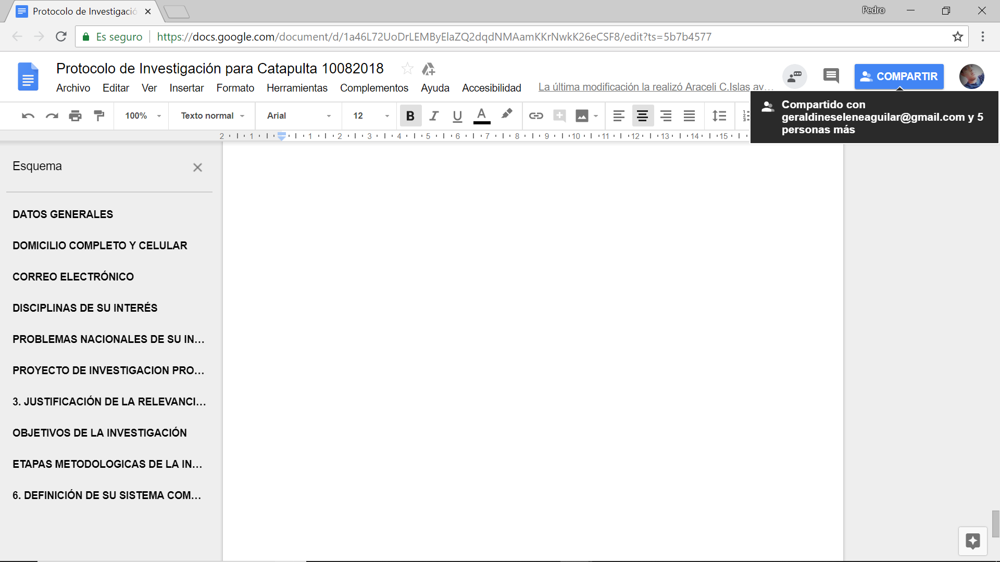 Protocolo de Investigació
Pedro
Es seguro
https://docs.google.com/document/d/1a46L72UoDrLEMByElaZQ2dqdNMAamKKrNwkK26eCSF8/edit?ts=5b7b4577
Protocolo de Investigación para Catapulta 10082018
Archivo Editar Ver Insertar Formato Herramientas Complementos Ayuda Accesibilidad La última modificación la realizó Araceli C.Islas av…
COMPARTIR
Compartido con
geraldineseleneaguilar@gmail.com y 5
personas más
100% Texto normal Arial 12 B I U A
2 1 1 2 3 4 5 6 7 8 9 10 11 12 13 14 15
Esquema
DATOS GENERALES
DOMICILIO COMPLETO Y CELULAR
CORREO ELECTRÓNICO
DISCIPLINAS DE SU INTERÉS
PROBLEMAS NACIONALES DE SU IN…
PROYECTO DE INVESTIGACION PRO…
3. JUSTIFICACIÓN DE LA RELEVANCI…
OBJETIVOS DE LA INVESTIGACIÓN
ETAPAS METODOLOGICAS DE LA IN…
6. DEFINICIÓN DE SU SISTEMA COM…